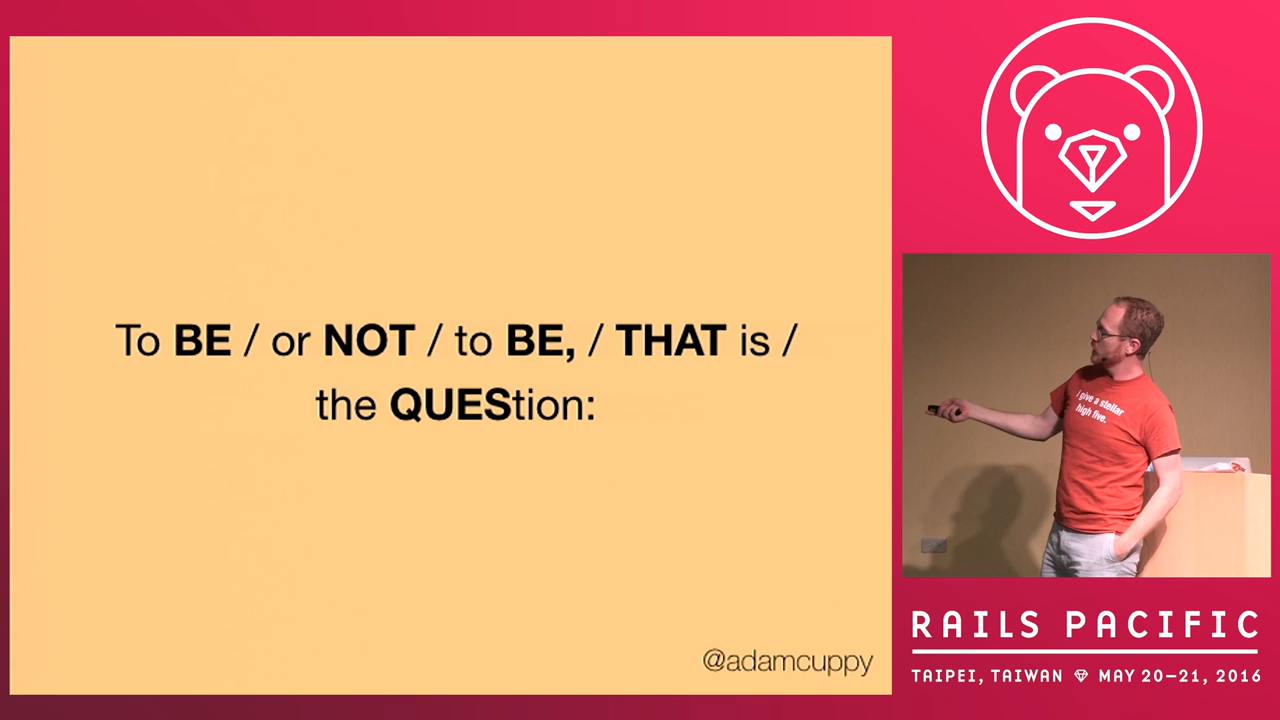 To BE / or NOT / to BE, / THAT is /
the QUEStion:
@adamcuppy
i give a stellar
high five.
RAILS PACIFIC
TAIPEI, TAIWAN MAY 20–21, 2016